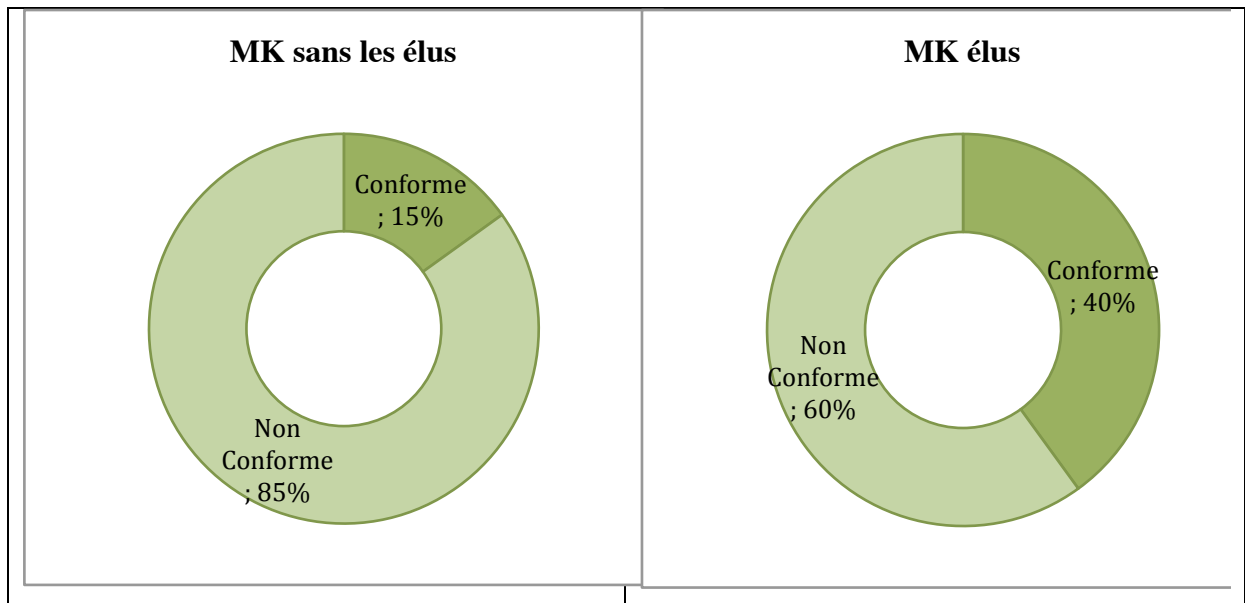 MK sans les élus
Conforme
; 15%
Non
Conforme
; 85%
MK élus
Conforme
; 40%
Non
Conforme
; 60%